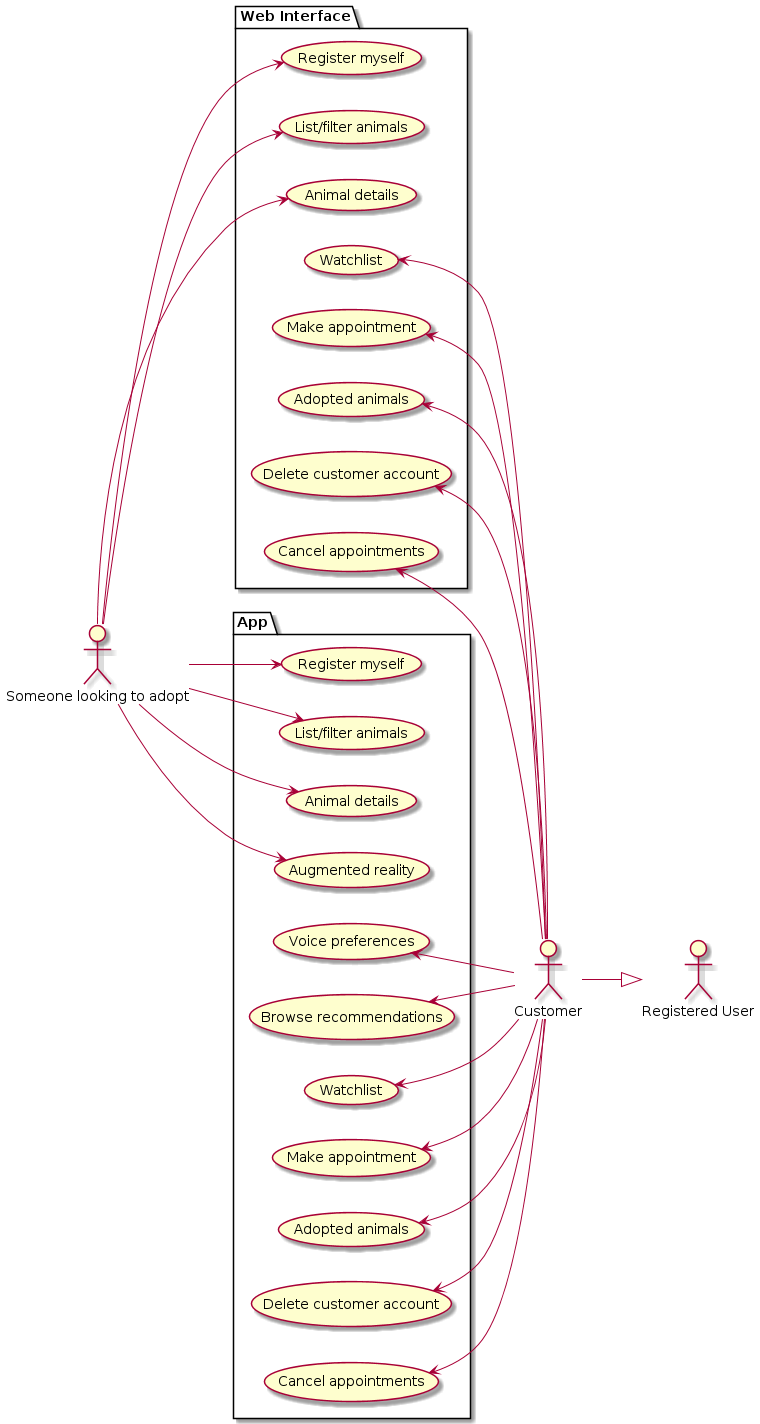 Web Interface
Register myself
List/filter animals
Animal details
Watchlist
Make appointment
Adopted animals
Delete customer account
Cancel appointments
App
Register myself
Someone looking to adopt
List/filter animals
Animal details
Augmented reality
Voice preferences
Browse recommendations
Customer
Registered User
Watchlist
Make appointment
Adopted animals
Delete customer account
Cancel appointments